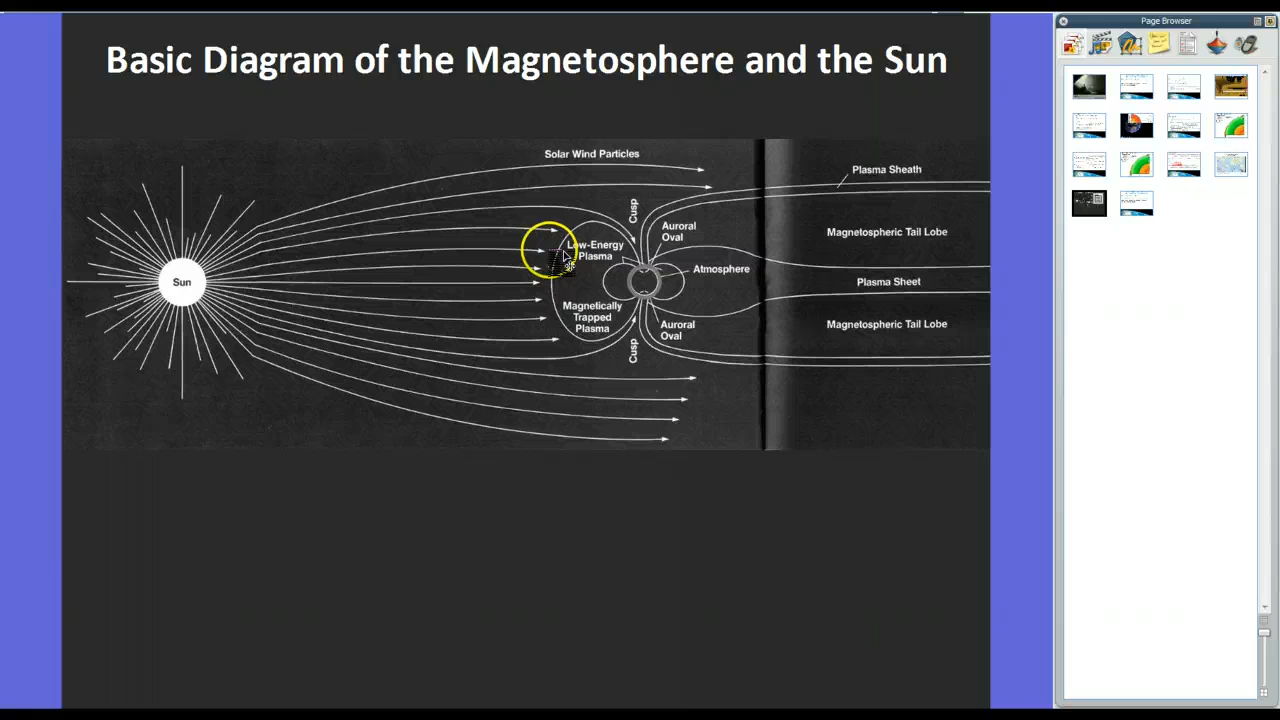 Basic Diagram of the Magnetosphere and the Sun
Page Browser
Solar Wind Particles
Plasma Sheath
Cusp
Auroral
Oval
Magnetospheric Tail Lobe
Low-Energy
Plasma
Atmosphere
Sun
Plasma Sheet
Magnetically
Trapped
Plasma
Auroral
Oval
Magnetospheric Tail Lobe
Cusp